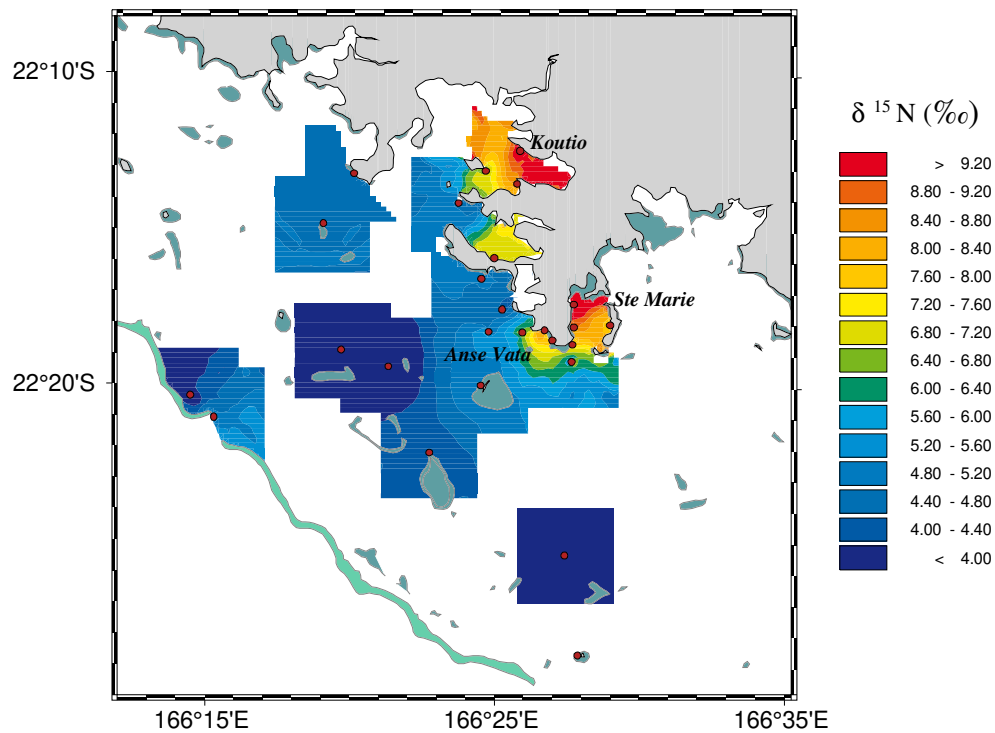 22°10'S
22°20'S
166°15'E
166°25'E
166°35'E
Koutio
Ste Marie
Anse Vata
δ ¹⁵N (‰)
> 9.20
8.80 - 9.20
8.40 - 8.80
8.00 - 8.40
7.60 - 8.00
7.20 - 7.60
6.80 - 7.20
6.40 - 6.80
6.00 - 6.40
5.60 - 6.00
5.20 - 5.60
4.80 - 5.20
4.40 - 4.80
4.00 - 4.40
< 4.00